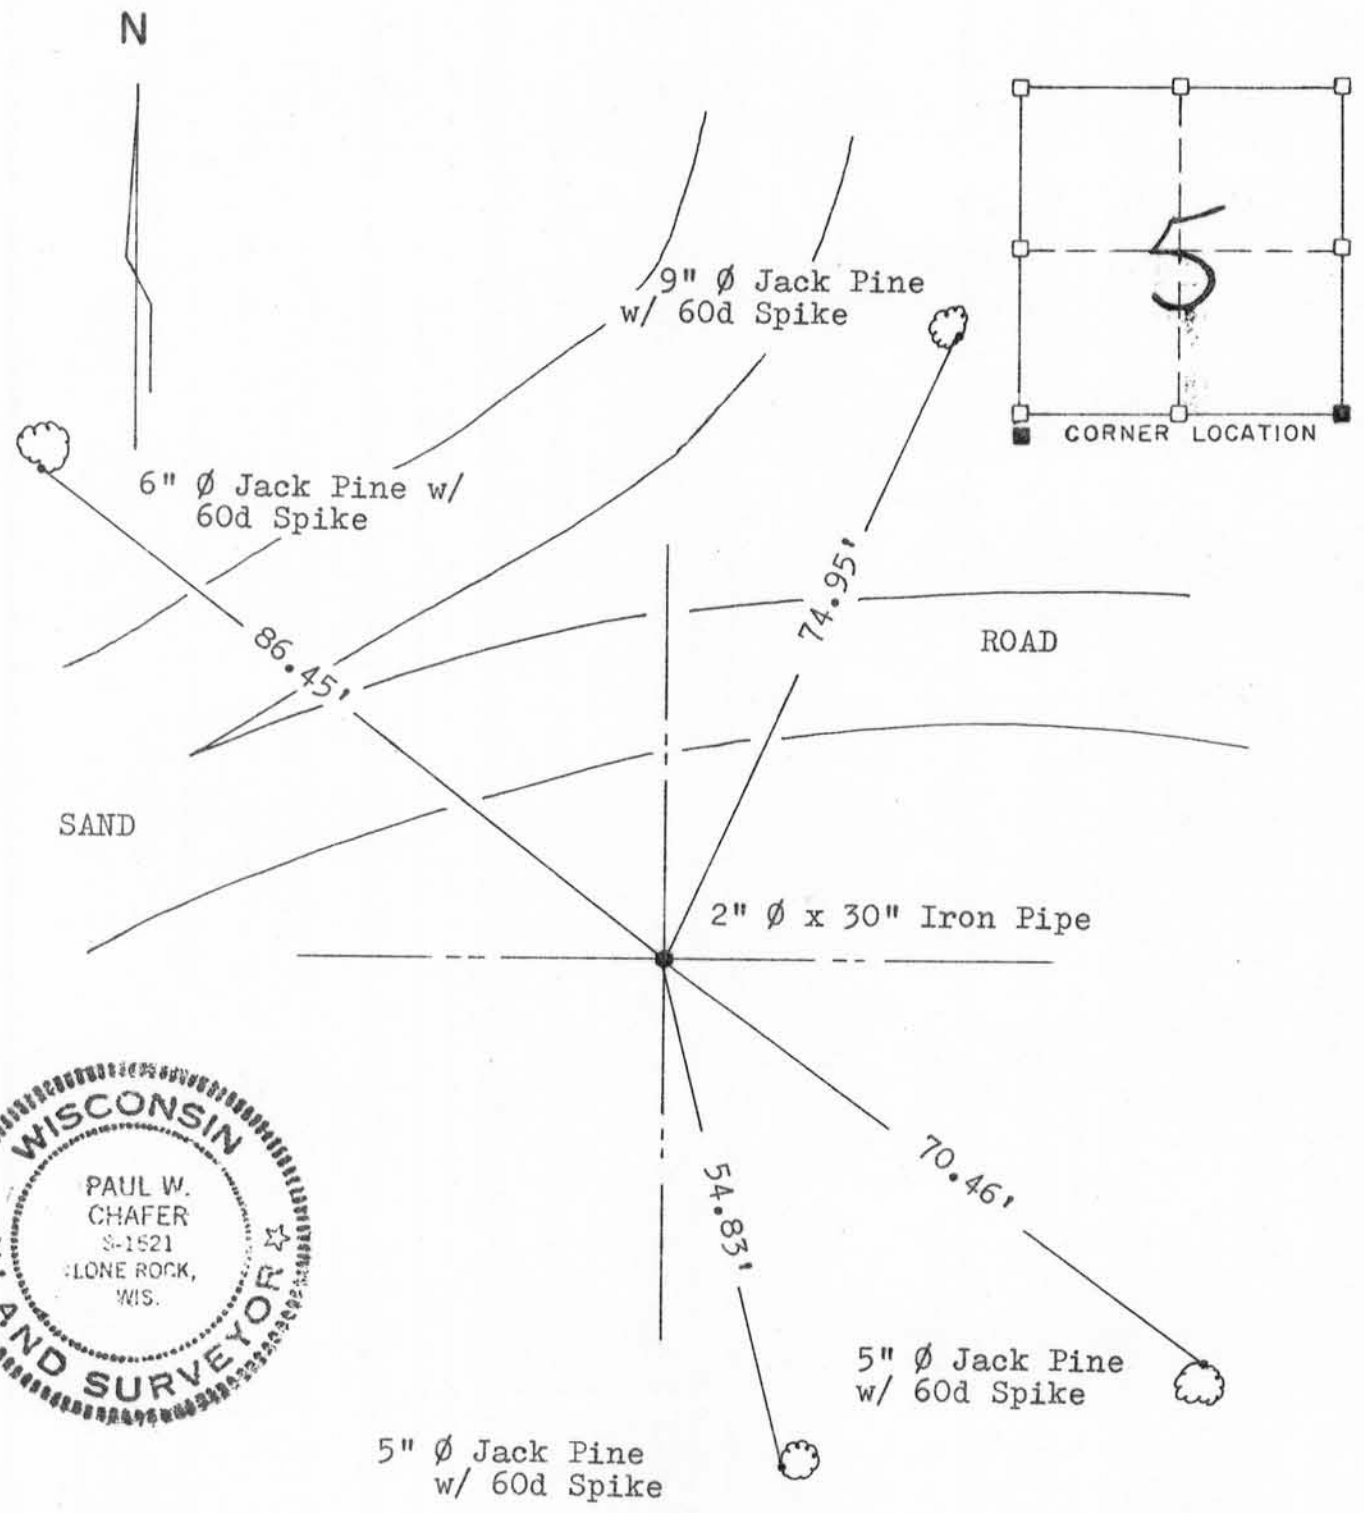 N
5
CORNER LOCATION
9" Ø Jack Pine
w/ 60d Spike
6" Ø Jack Pine w/
60d Spike
74.95'
86.45'
ROAD
SAND
2" Ø x 30" Iron Pipe
WISCONSIN
PAUL W.
CHAFER
S-1521
LONE ROCK,
WIS.
AND SURVEYOR
70.46'
54.83'
5" Ø Jack Pine
w/ 60d Spike
5" Ø Jack Pine
w/ 60d Spike